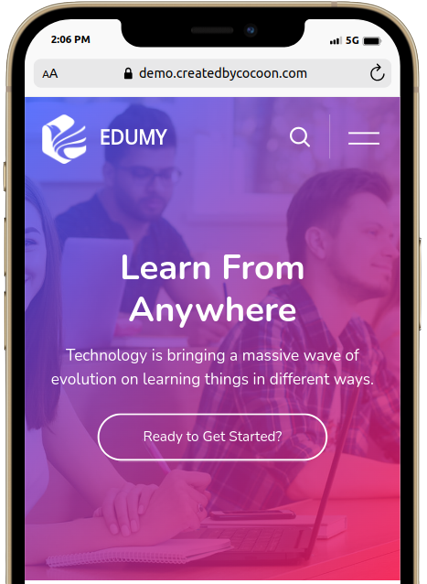 2:06 PM 5G
AA demo.createdbycocoon.com
EDUMY
Learn From
Anywhere
Technology is bringing a massive wave of
evolution on learning things in different ways.
Ready to Get Started?